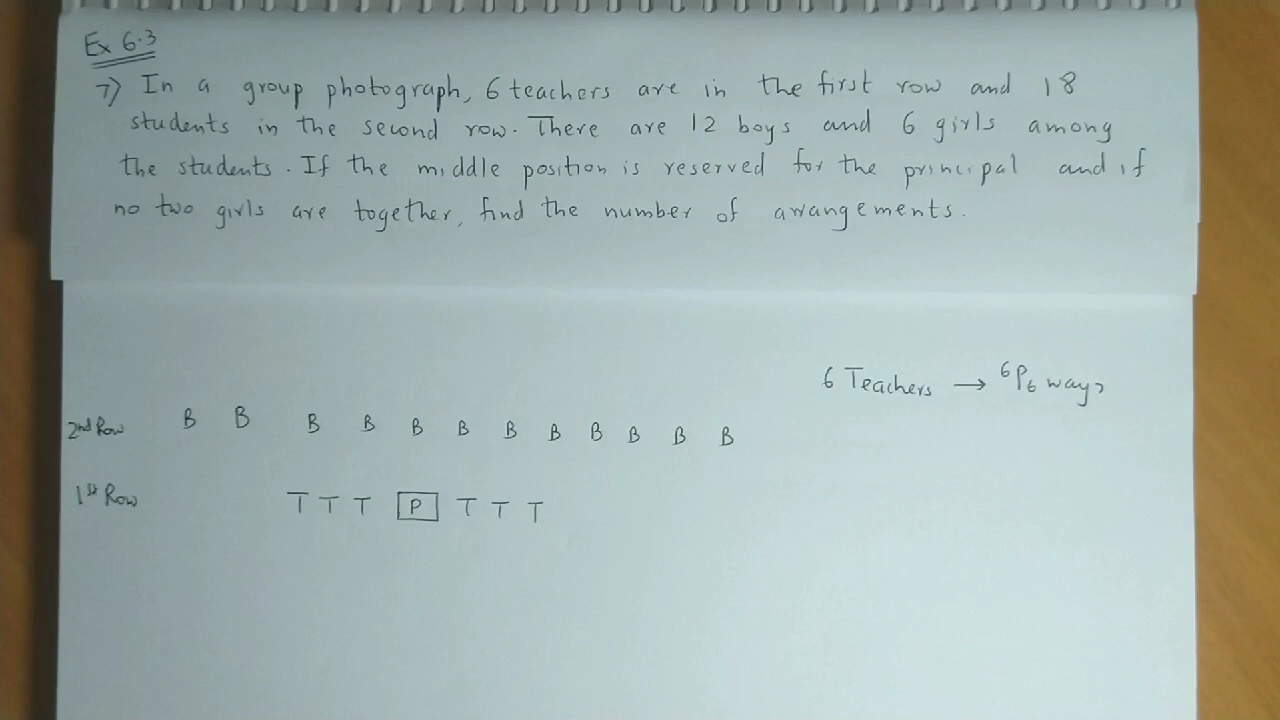 Ex 6.3
7) In a group photograph, 6 teachers are in the first row and 18
students in the second row. There are 12 boys and 6 girls among
the students. If the middle position is reserved for the principal and if
no two girls are together, find the number of arrangements.
6 Teachers → ⁶P₆ ways
2nd Row B B B B B B B B B B B B
1st Row T T T P T T T